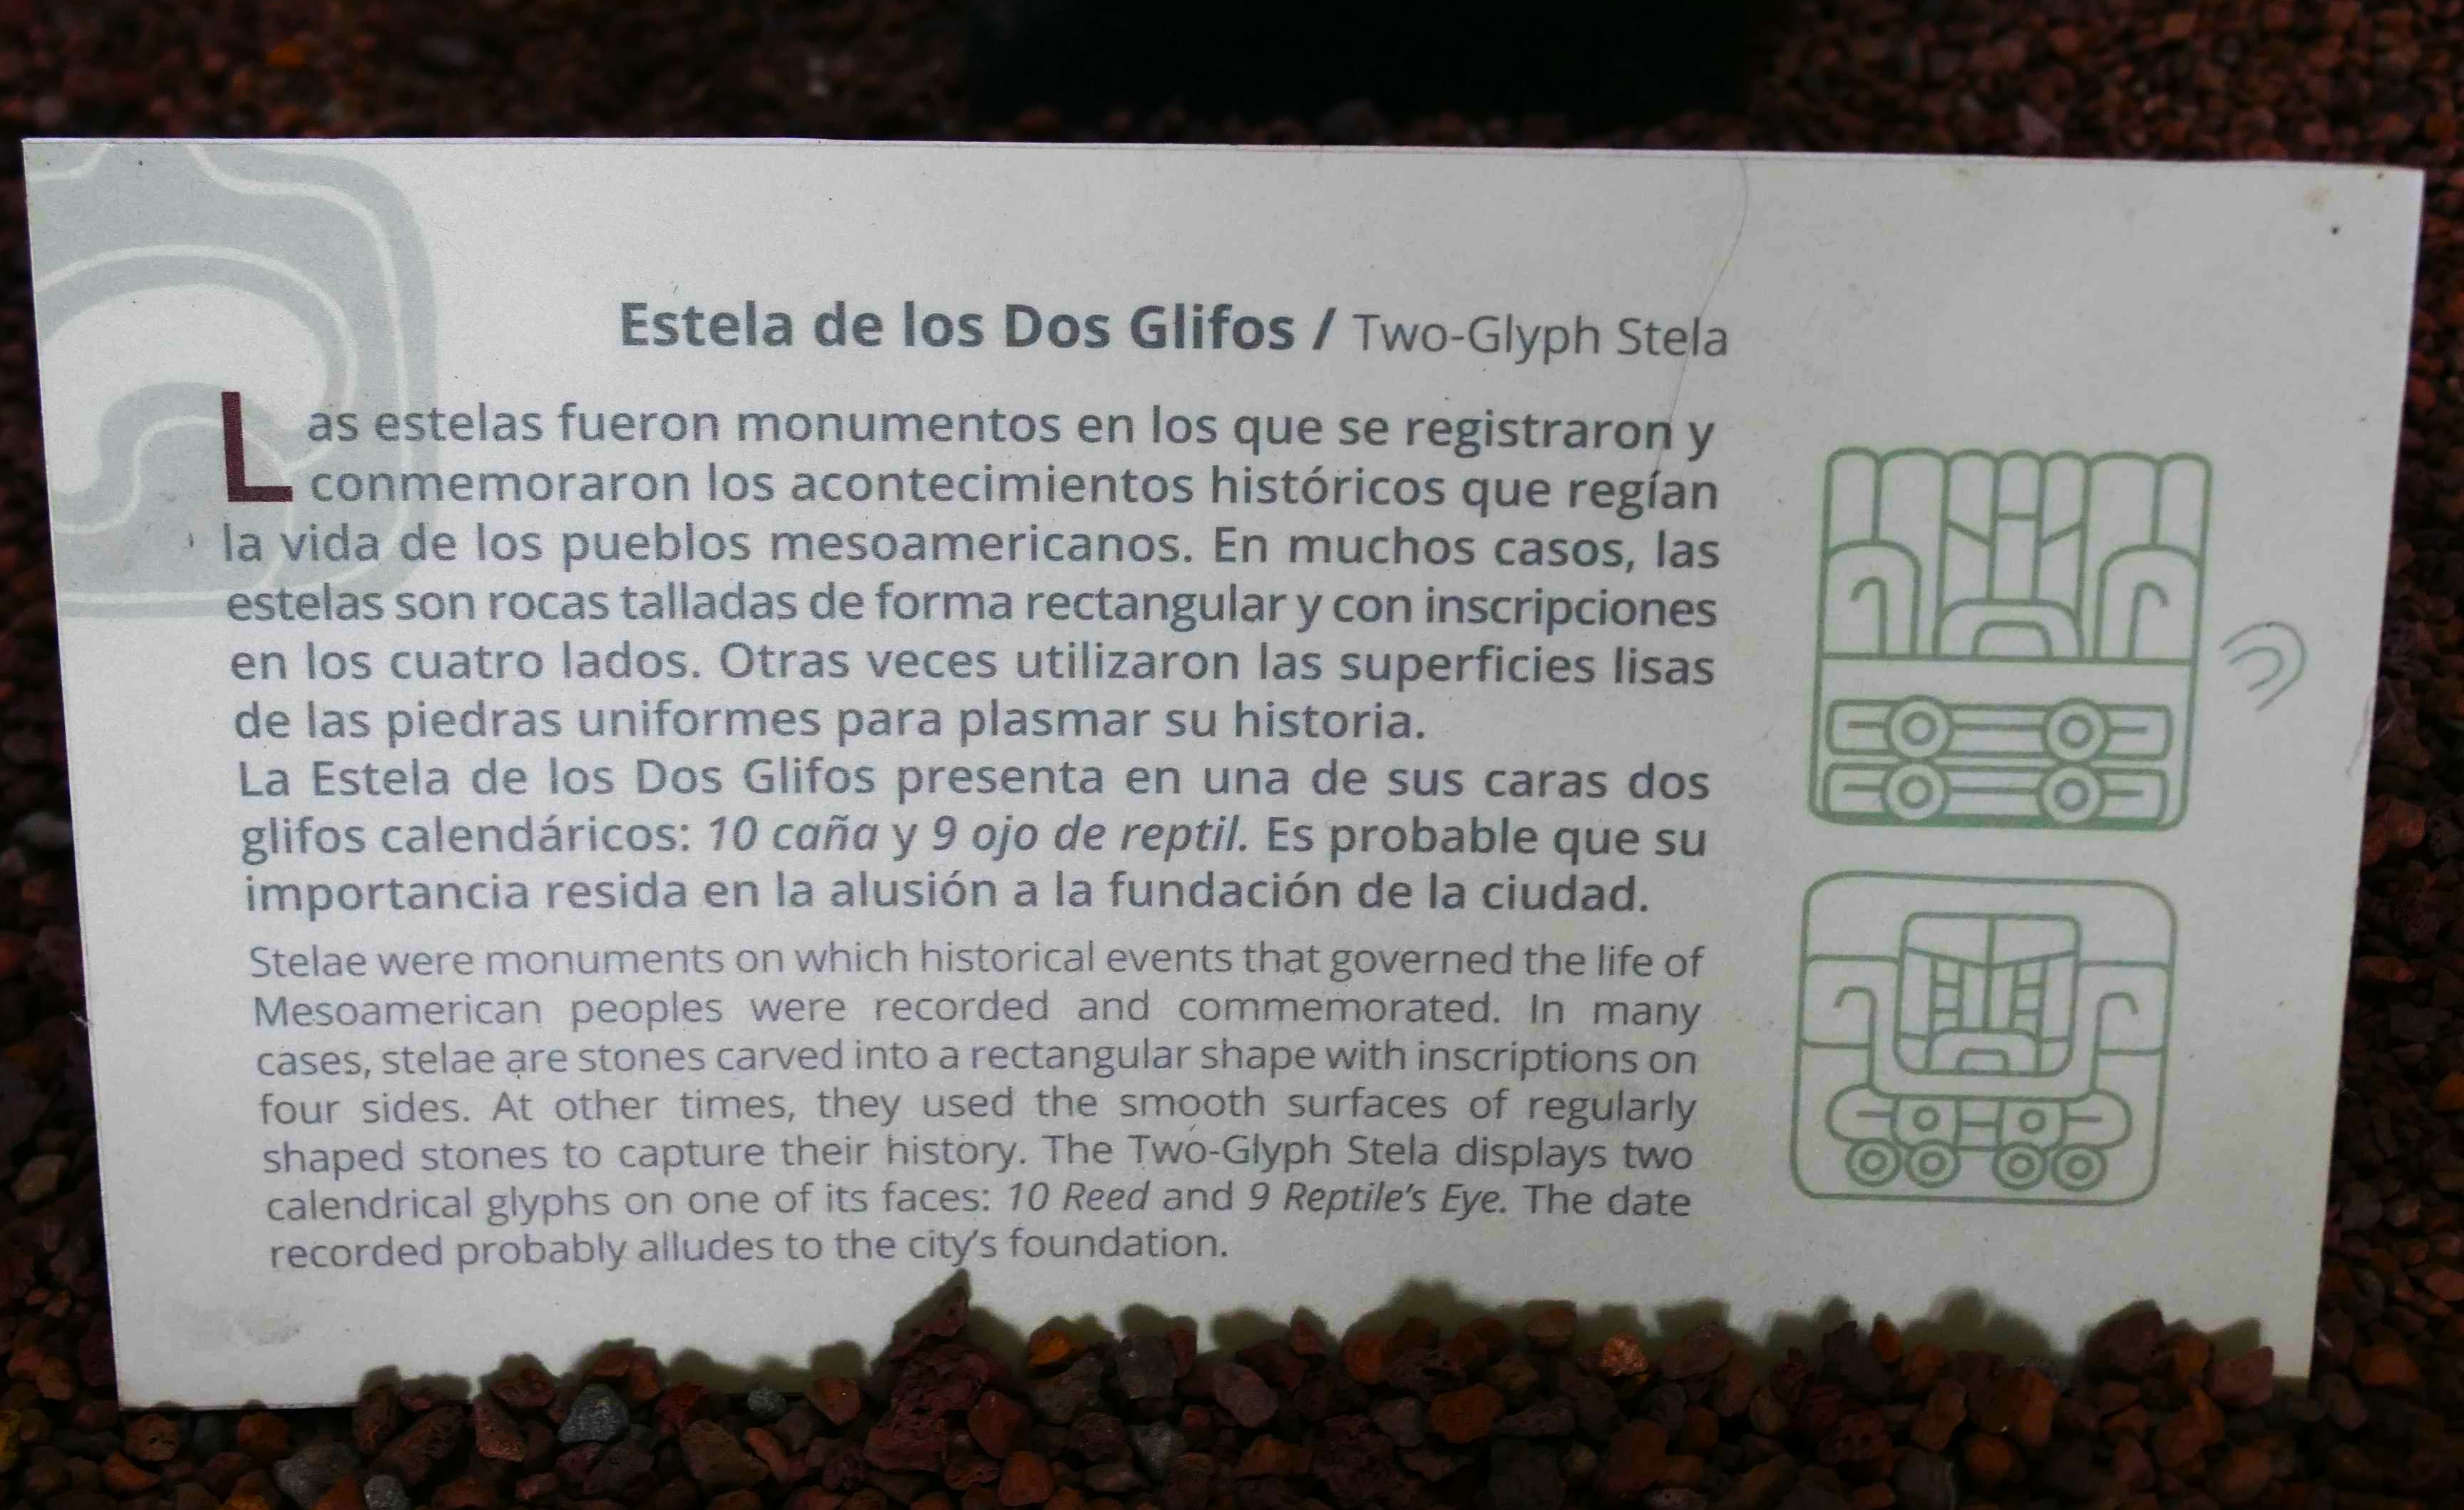 Estela de los Dos Glifos / Two-Glyph Stela
Las estelas fueron monumentos en los que se registraron y
conmemoraron los acontecimientos históricos que regían
la vida de los pueblos mesoamericanos. En muchos casos, las
estelas son rocas talladas de forma rectangular y con inscripciones
en los cuatro lados. Otras veces utilizaron las superficies lisas
de las piedras uniformes para plasmar su historia.
La Estela de los Dos Glifos presenta en una de sus caras dos
glifos calendáricos: 10 caña y 9 ojo de reptil. Es probable que su
importancia resida en la alusión a la fundación de la ciudad.
Stelae were monuments on which historical events that governed the life of
Mesoamerican peoples were recorded and commemorated. In many
cases, stelae are stones carved into a rectangular shape with inscriptions on
four sides. At other times, they used the smooth surfaces of regularly
shaped stones to capture their history. The Two-Glyph Stela displays two
calendrical glyphs on one of its faces: 10 Reed and 9 Reptile's Eye. The date
recorded probably alludes to the city's foundation.